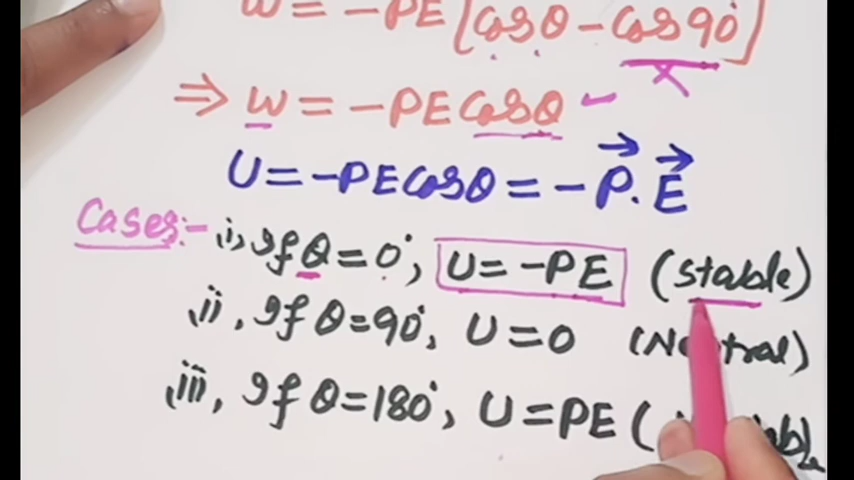 W = -PE [cosθ - cos90°]
⇒ W = -PE cosθ
U = -PE cosθ = -P⃗. E⃗
Cases:- i, If θ = 0°, U = -PE (stable)
ii, If θ = 90°, U = 0
iii, If θ = 180°, U = PE (